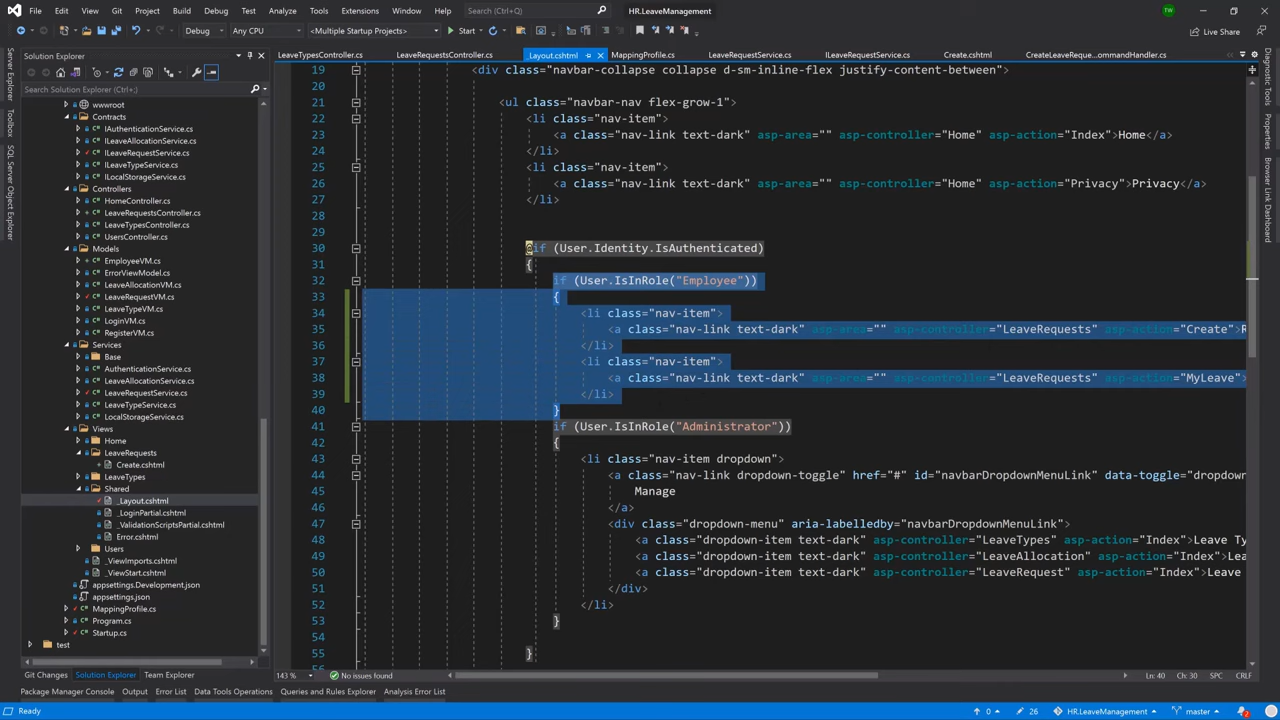 File Edit View Git Project Build Debug Test Analyze Tools Extensions Window Help Search (Ctrl+Q) HR.LeaveManagement TW
Debug Any CPU <Multiple Startup Projects> Start Live Share
Solution Explorer
LeaveTypesController.cs LeaveRequestsController.cs _Layout.cshtml MappingProfile.cs LeaveRequestService.cs ILeaveRequestService.cs Create.cshtml CreateLeaveReque...ommandHandler.cs
Server Explorer
Toolbox
SQL Server Object Explorer
Search Solution Explorer (Ctrl+;)
wwwroot
Contracts
IAuthenticationService.cs
ILeaveAllocationService.cs
ILeaveRequestService.cs
ILeaveTypeService.cs
ILocalStorageService.cs
Controllers
HomeController.cs
LeaveRequestsController.cs
LeaveTypesController.cs
UsersController.cs
Models
EmployeeVM.cs
ErrorViewModel.cs
LeaveAllocationVM.cs
LeaveRequestVM.cs
LeaveTypeVM.cs
LoginVM.cs
RegisterVM.cs
Services
Base
AuthenticationService.cs
LeaveAllocationService.cs
LeaveRequestService.cs
LeaveTypeService.cs
LocalStorageService.cs
Views
Home
LeaveRequests
Create.cshtml
LeaveTypes
Shared
_Layout.cshtml
_LoginPartial.cshtml
_ValidationScriptsPartial.cshtml
Error.cshtml
Users
_ViewImports.cshtml
_ViewStart.cshtml
appsettings.Development.json
appsettings.json
MappingProfile.cs
Program.cs
Startup.cs
test
19 <div class="navbar-collapse collapse d-sm-inline-flex justify-content-between">
20
21 <ul class="navbar-nav flex-grow-1">
22 <li class="nav-item">
23 <a class="nav-link text-dark" asp-area="" asp-controller="Home" asp-action="Index">Home</a>
24 </li>
25 <li class="nav-item">
26 <a class="nav-link text-dark" asp-area="" asp-controller="Home" asp-action="Privacy">Privacy</a>
27 </li>
28
29
30 @if (User.Identity.IsAuthenticated)
31 {
32 if (User.IsInRole("Employee"))
33 {
34 <li class="nav-item">
35 <a class="nav-link text-dark" asp-area="" asp-controller="LeaveRequests" asp-action="Create">R
36 </li>
37 <li class="nav-item">
38 <a class="nav-link text-dark" asp-area="" asp-controller="LeaveRequests" asp-action="MyLeave">
39 </li>
40 }
41 if (User.IsInRole("Administrator"))
42 {
43 <li class="nav-item dropdown">
44 <a class="nav-link dropdown-toggle" href="#" id="navbarDropdownMenuLink" data-toggle="dropdown
45 Manage
46 </a>
47 <div class="dropdown-menu" aria-labelledby="navbarDropdownMenuLink">
48 <a class="dropdown-item text-dark" asp-controller="LeaveTypes" asp-action="Index">Leave Ty
49 <a class="dropdown-item text-dark" asp-controller="LeaveAllocation" asp-action="Index">Lea
50 <a class="dropdown-item text-dark" asp-controller="LeaveRequest" asp-action="Index">Leave
51 </div>
52 </li>
53 }
54
55 }
Diagnostic Tools
Dashboard Browser Link
143 % No issues found Ln: 40 Ch: 30 SPC CRLF
Git Changes Solution Explorer Team Explorer
Package Manager Console Output Error List Data Tools Operations Queries and Rules Explorer Analysis Error List
Ready 0 26 HR.LeaveManagement master 2